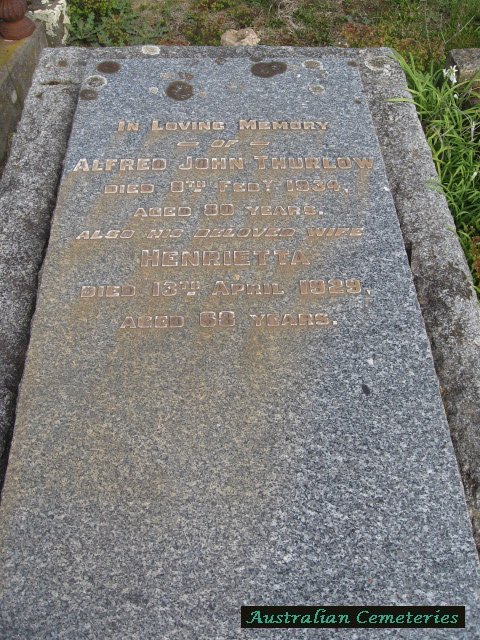 IN LOVING MEMORY
— OF —
ALFRED JOHN THURLOW
DIED 8TH FEBY 1934,
AGED 80 YEARS.
ALSO HIS BELOVED WIFE
HENRIETTA
DIED 13TH APRIL 1929,
AGED 68 YEARS.
Australian Cemeteries